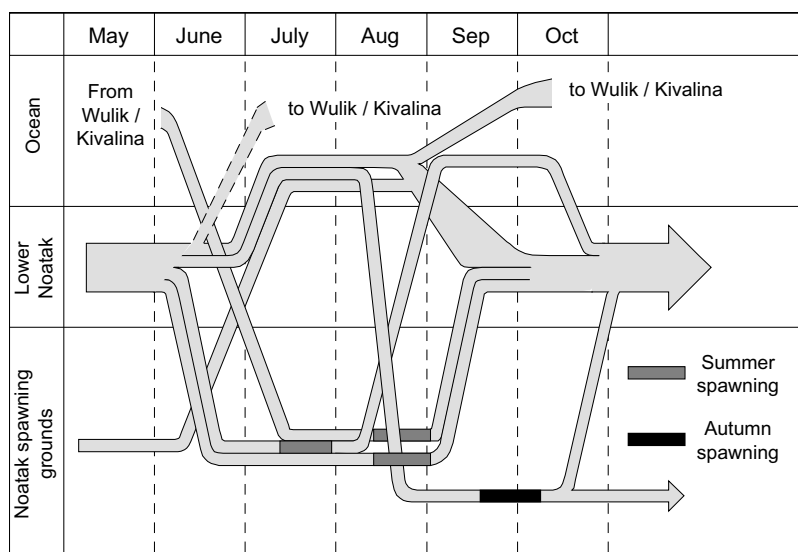 May June July Aug Sep Oct
Ocean
From
Wulik /
Kivalina
to Wulik / Kivalina
to Wulik / Kivalina
Lower
Noatak
Noatak spawning
grounds
Summer
spawning
Autumn
spawning